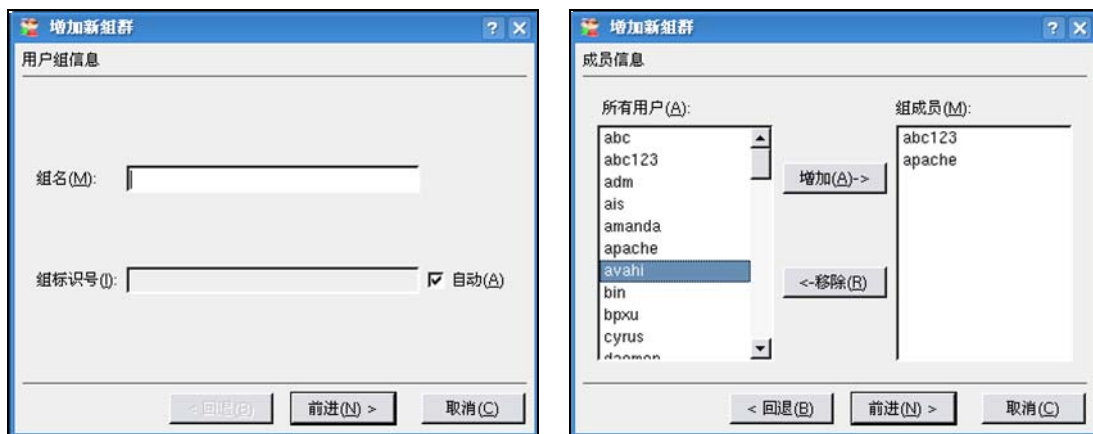 增加新组群
用户组信息
组名(M):
组标识号(I):
自动(A)
< 回退(B)
前进(N) >
取消(C)
增加新组群
成员信息
所有用户(A):
abc
abc123
adm
ais
amanda
apache
avahi
bin
bpxu
cyrus
daemon
增加(A)->
<-移除(R)
组成员(M):
abc123
apache
< 回退(B)
前进(N) >
取消(C)